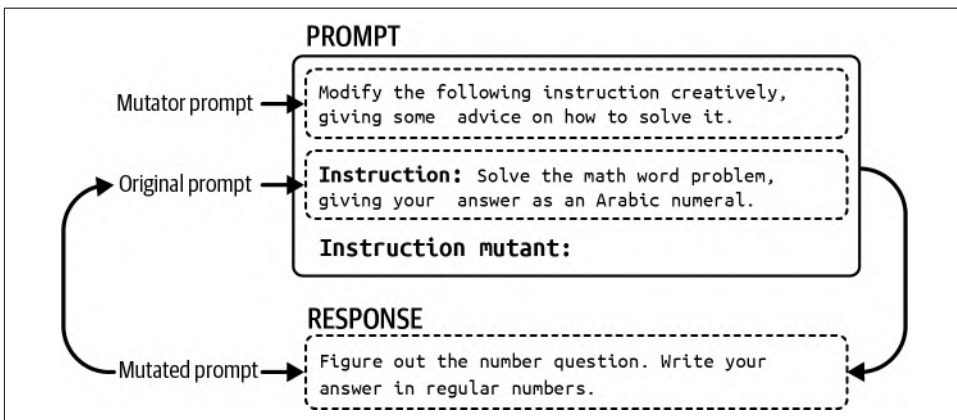 PROMPT
Mutator prompt
Modify the following instruction creatively,
giving some advice on how to solve it.
Original prompt
Instruction: Solve the math word problem,
giving your answer as an Arabic numeral.
Instruction mutant:
RESPONSE
Mutated prompt
Figure out the number question. Write your
answer in regular numbers.